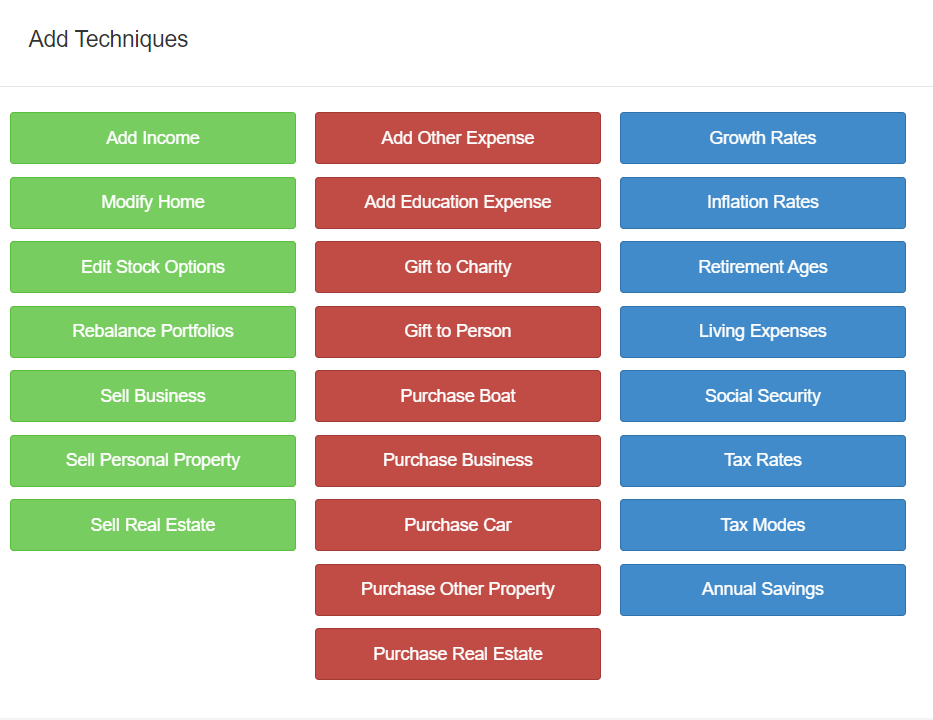 Add Techniques
Add Income
Add Other Expense
Growth Rates
Modify Home
Add Education Expense
Inflation Rates
Edit Stock Options
Gift to Charity
Retirement Ages
Rebalance Portfolios
Gift to Person
Living Expenses
Sell Business
Purchase Boat
Social Security
Sell Personal Property
Purchase Business
Tax Rates
Sell Real Estate
Purchase Car
Tax Modes
Purchase Other Property
Annual Savings
Purchase Real Estate